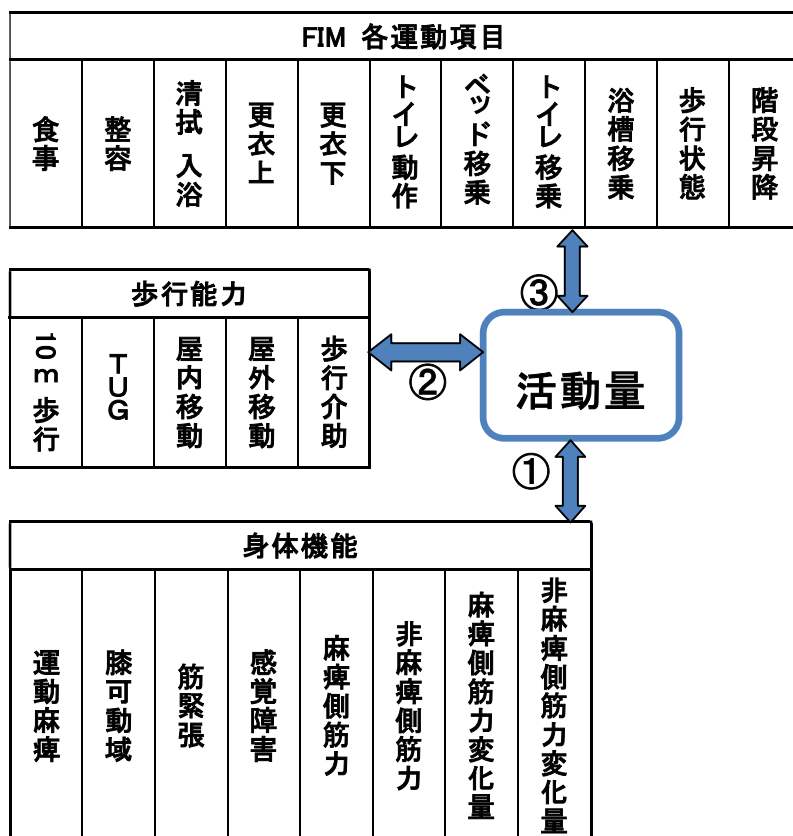 FIM 各運動項目
食事
整容
清拭 入浴
更衣上
更衣下
トイレ動作
ベッド移乗
トイレ移乗
浴槽移乗
歩行状態
階段昇降
③
歩行能力
10m歩行
TUG
屋内移動
屋外移動
歩行介助
②
活動量
①
身体機能
運動麻痺
膝可動域
筋緊張
感覚障害
麻痺側筋力
非麻痺側筋力
麻痺側筋力変化量
非麻痺側筋力変化量